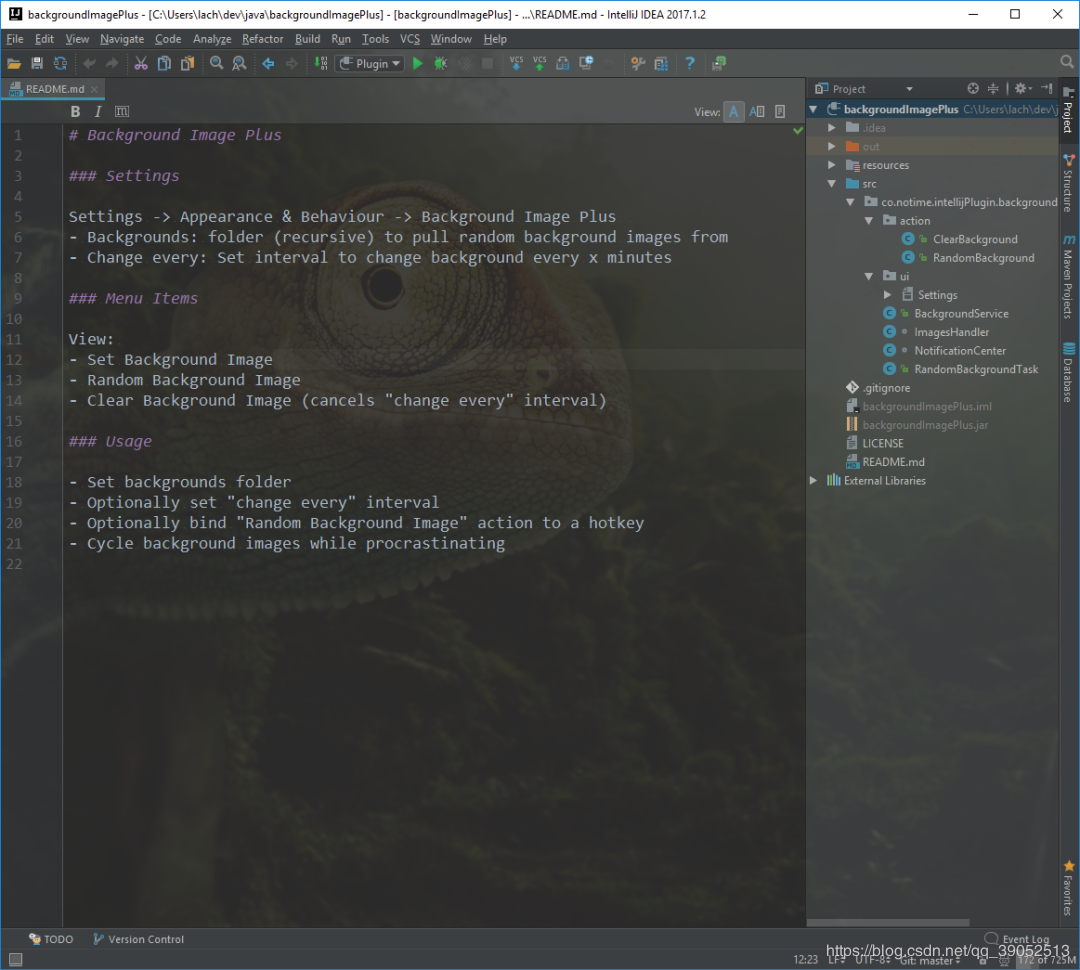 backgroundImagePlus - [C:\Users\lach\dev\java\backgroundImagePlus] - [backgroundImagePlus] - ...\README.md - IntelliJ IDEA 2017.1.2
File Edit View Navigate Code Analyze Refactor Build Run Tools VCS Window Help
Plugin
VCS VCS
README.md
Project
B I
View: A A
backgroundImagePlus C:\Users\lach\dev\j
.idea
out
resources
src
co.notime.intellijPlugin.background
action
ClearBackground
RandomBackground
ui
Settings
BackgroundService
ImagesHandler
NotificationCenter
RandomBackgroundTask
.gitignore
backgroundImagePlus.iml
backgroundImagePlus.jar
LICENSE
README.md
External Libraries
1 # Background Image Plus
2
3 ### Settings
4
5 Settings -> Appearance & Behaviour -> Background Image Plus
6 - Backgrounds: folder (recursive) to pull random background images from
7 - Change every: Set interval to change background every x minutes
8
9 ### Menu Items
10
11 View:
12 - Set Background Image
13 - Random Background Image
14 - Clear Background Image (cancels "change every" interval)
15
16 ### Usage
17
18 - Set backgrounds folder
19 - Optionally set "change every" interval
20 - Optionally bind "Random Background Image" action to a hotkey
21 - Cycle background images while procrastinating
22
Project
Structure
Maven Projects
Database
Favorites
TODO Version Control Event Log
https://blog.csdn.net/qq_39052513
12:23 LF UTF-8 Git: master 172 of 725M